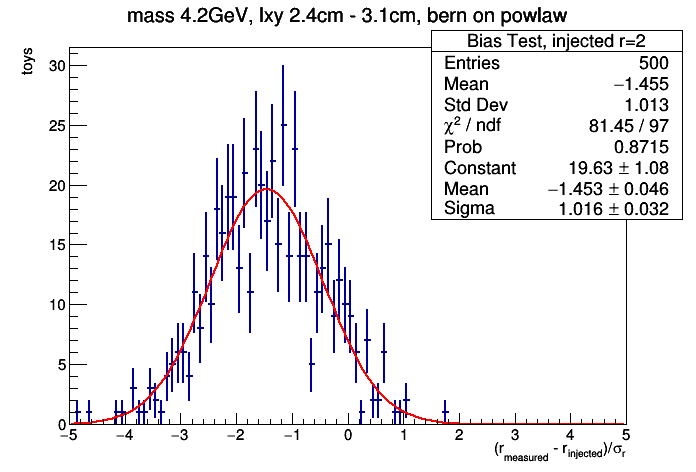 mass 4.2GeV, lxy 2.4cm - 3.1cm, bern on powlaw
toys
Bias Test, injected r=2
Entries 500
Mean −1.455
Std Dev 1.013
χ² / ndf 81.45 / 97
Prob 0.8715
Constant 19.63 ± 1.08
Mean −1.453 ± 0.046
Sigma 1.016 ± 0.032
30
25
20
15
10
5
0
−5 −4 −3 −2 −1 0 1 2 3 4 5
(r_measured - r_injected)/σ_r